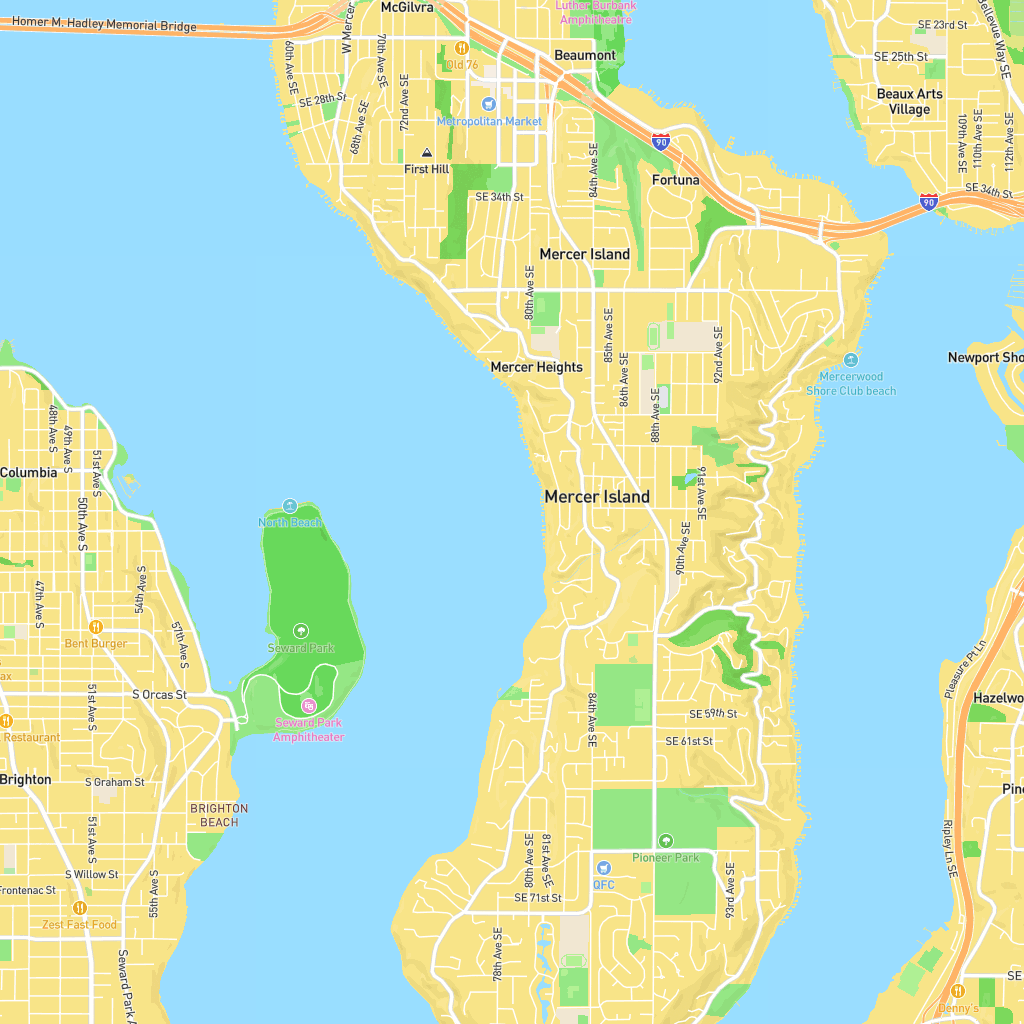 McGilvra
Luther Burbank
Amphitheatre
Homer M. Hadley Memorial Bridge
W Mercer
60th Ave SE
70th Ave SE
Old 76
Beaumont
SE 23rd St
Bellevue Way SE
SE 25th St
Beaux Arts
Village
72nd Ave SE
SE 28th St
68th Ave SE
Metropolitan Market
90
109th Ave SE
110th Ave SE
112th Ave SE
First Hill
84th Ave SE
Fortuna
SE 34th St
SE 34th St
90
Mercer Island
80th Ave SE
85th Ave SE
92nd Ave SE
Mercer Heights
86th Ave SE
88th Ave SE
Mercerwood
Shore Club beach
Newport Sho
48th Ave S
49th Ave S
51st Ave S
Columbia
50th Ave S
91st Ave SE
Mercer Island
North Beach
90th Ave SE
54th Ave S
47th Ave S
57th Ave S
Bent Burger
Seward Park
Pleasure Pt Ln
ax
S Orcas St
51st Ave S
Hazelwo
84th Ave SE
SE 59th St
Seward Park
Amphitheater
Restaurant
SE 61st St
Brighton
S Graham St
Pine
BRIGHTON
BEACH
51st Ave S
Ripley Ln SE
80th Ave SE
81st Ave SE
Pioneer Park
S Willow St
Frontenac St
55th Ave S
QFC
93rd Ave SE
SE 71st St
Zest Fast Food
78th Ave SE
Seward Park A
SE
Denny's